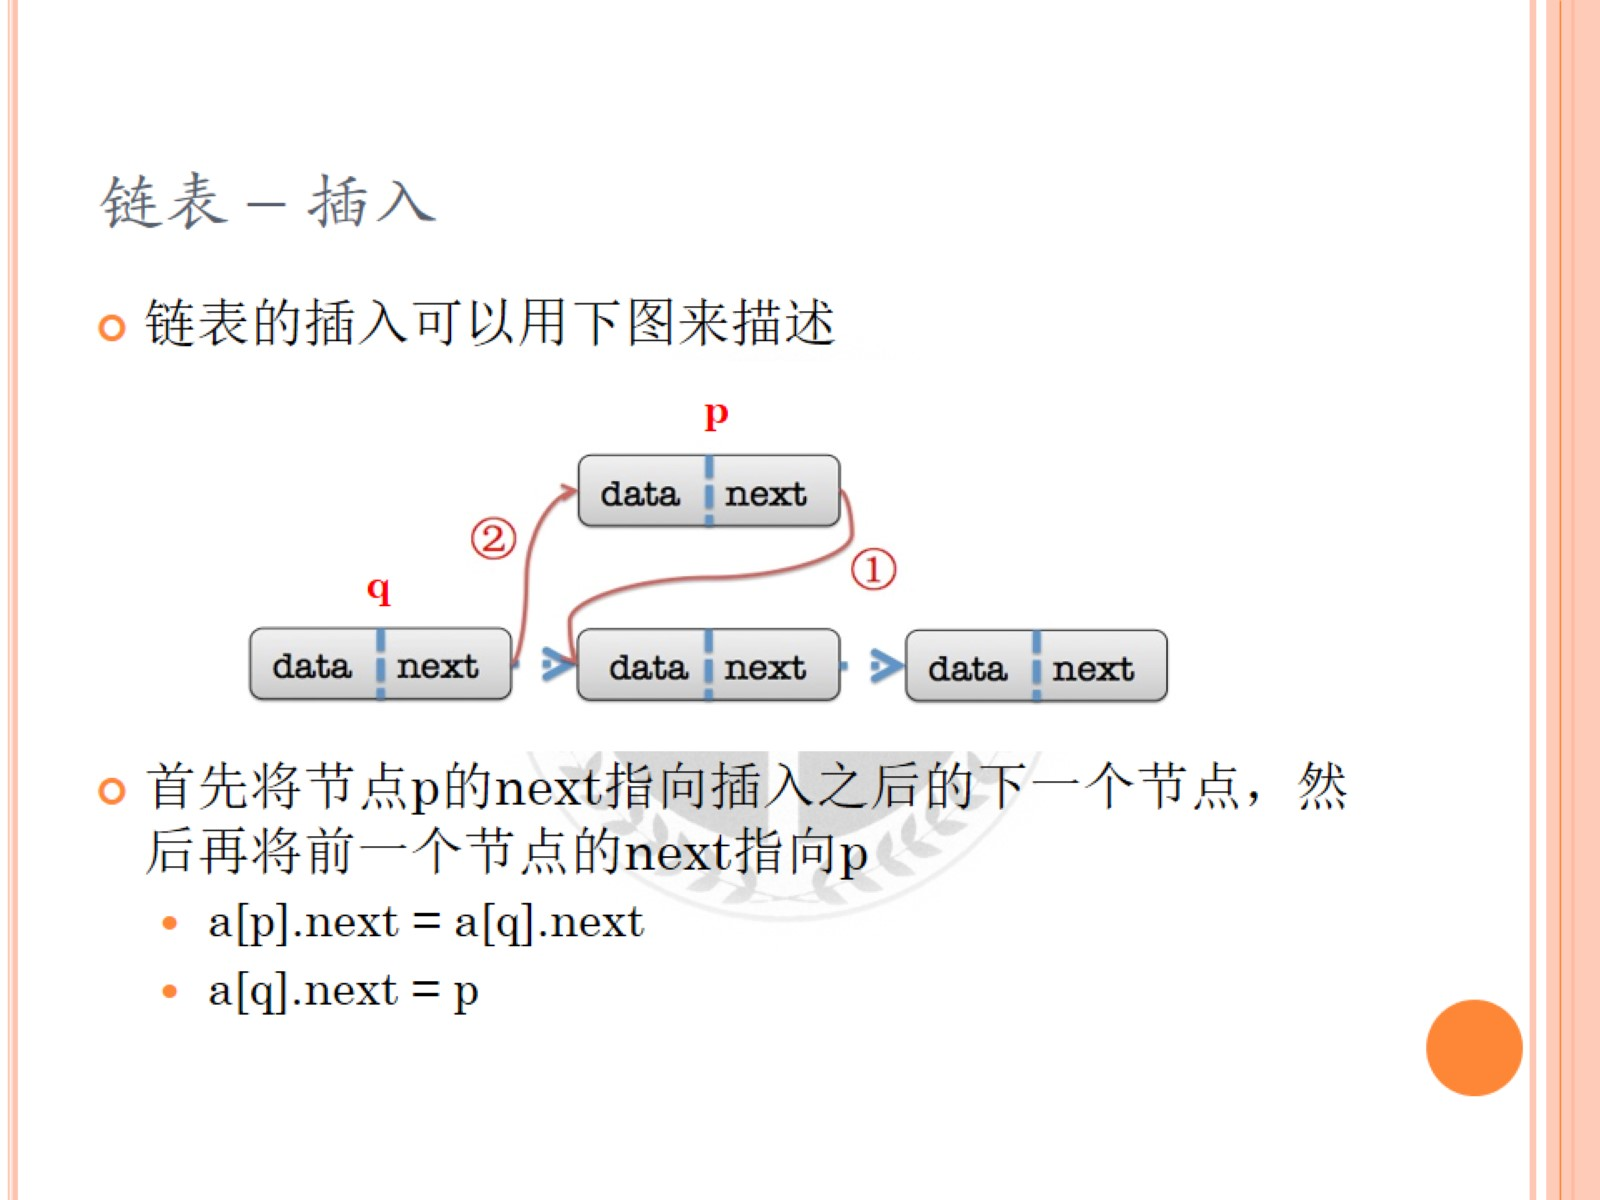 链表 – 插入
链表的插入可以用下图来描述
p
data next
②
①
q
data next
data next
data next
首先将节点p的next指向插入之后的下一个节点，然
后再将前一个节点的next指向p
a[p].next = a[q].next
a[q].next = p